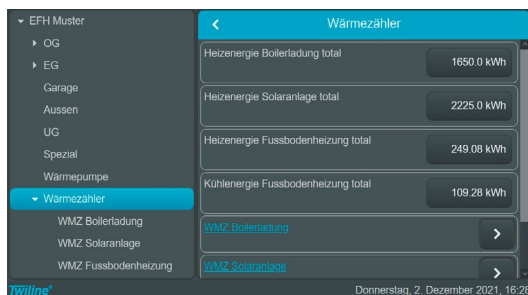 EFH Muster
OG
EG
Garage
Aussen
UG
Spezial
Wärmepumpe
Wärmezähler
WMZ Boilerladung
WMZ Solaranlage
WMZ Fussbodenheizung
Wärmezähler
Heizenergie Boilerladung total
1650.0 kWh
Heizenergie Solaranlage total
2225.0 kWh
Heizenergie Fussbodenheizung total
249.08 kWh
Kühlenergie Fussbodenheizung total
109.28 kWh
WMZ Boilerladung
WMZ Solaranlage
Twiline®
Donnerstag, 2. Dezember 2021, 16:28